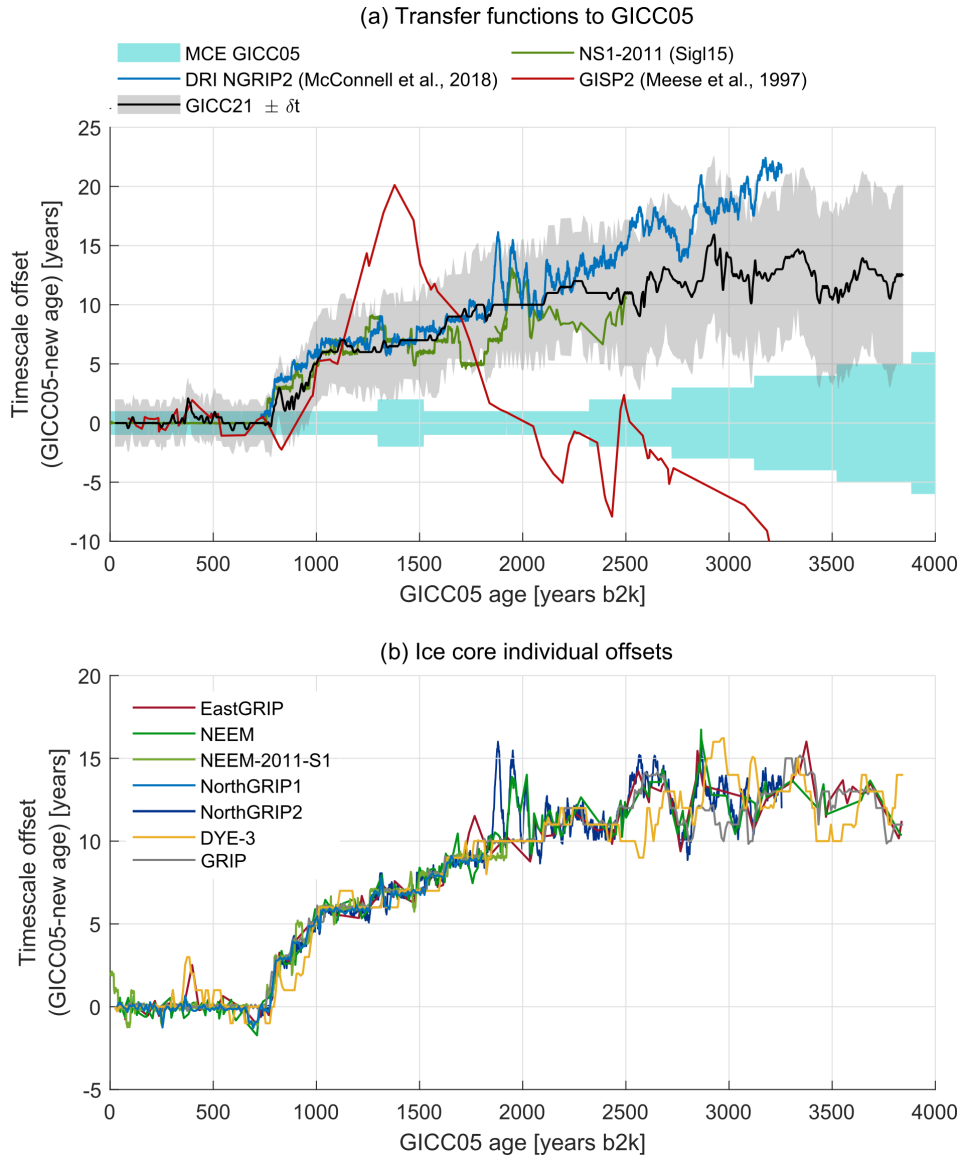 (a) Transfer functions to GICC05
MCE GICC05
NS1-2011 (Sigl15)
DRI NGRIP2 (McConnell et al., 2018)
GISP2 (Meese et al., 1997)
GICC21 ± δt
25
20
15
10
5
0
-5
-10
Timescale offset
(GICC05-new age) [years]
0 500 1000 1500 2000 2500 3000 3500 4000
GICC05 age [years b2k]
(b) Ice core individual offsets
EastGRIP
NEEM
NEEM-2011-S1
NorthGRIP1
NorthGRIP2
DYE-3
GRIP
20
15
10
5
0
-5
Timescale offset
(GICC05-new age) [years]
0 500 1000 1500 2000 2500 3000 3500 4000
GICC05 age [years b2k]